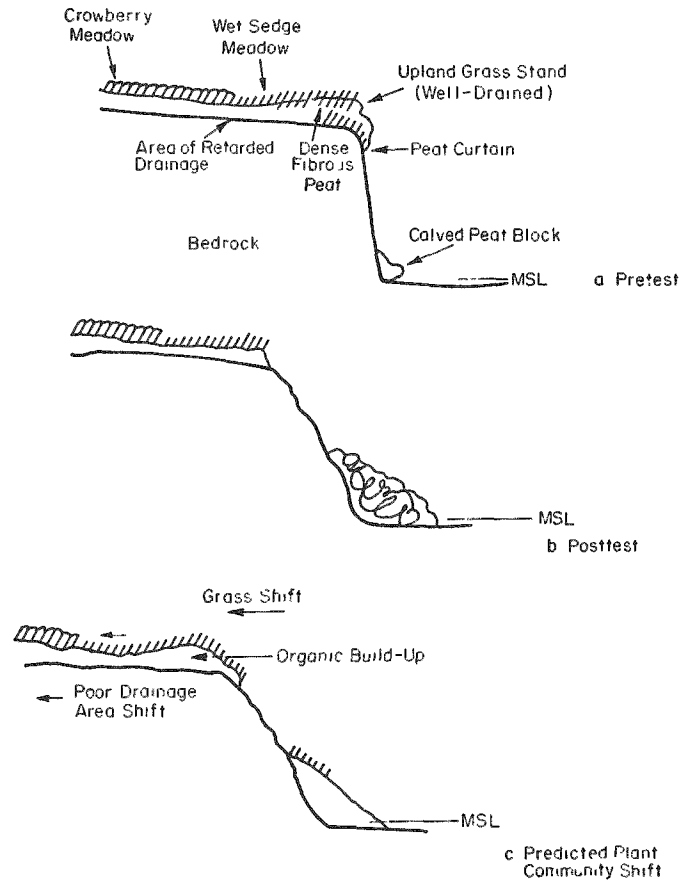 Crowberry
Meadow
Wet Sedge
Meadow
Upland Grass Stand
(Well-Drained)
Area of Retarded
Drainage
Dense
Fibrous
Peat
Peat Curtain
Bedrock
Calved Peat Block
MSL
a Pretest
MSL
b Posttest
Grass Shift
Organic Build-Up
Poor Drainage
Area Shift
MSL
c Predicted Plant
Community Shift